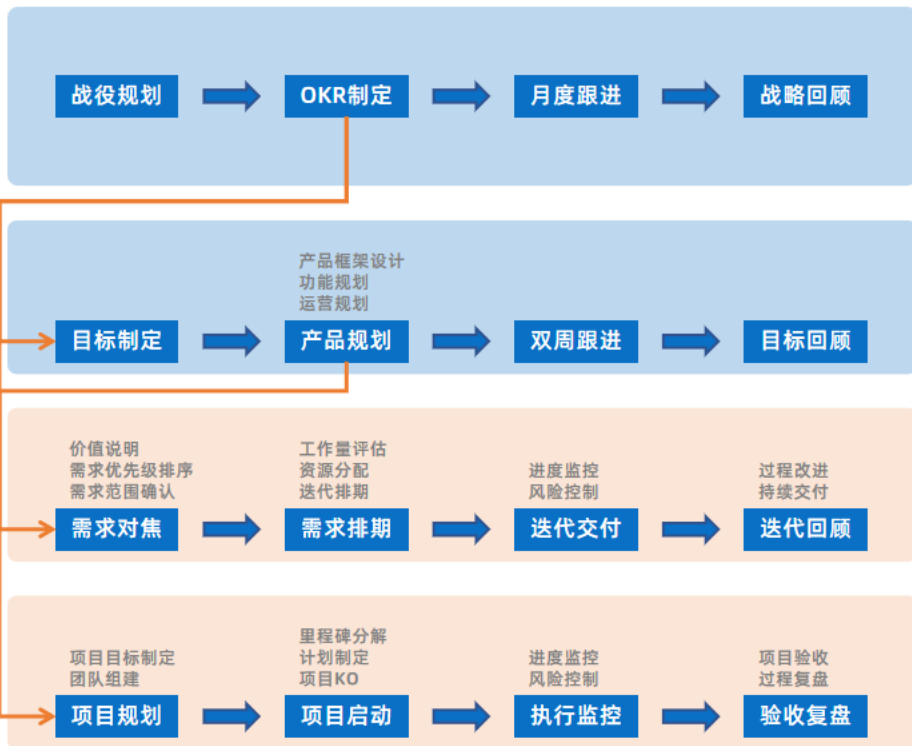 战役规划
OKR制定
月度跟进
战略回顾
产品框架设计
功能规划
运营规划
目标制定
产品规划
双周跟进
目标回顾
价值说明
需求优先级排序
需求范围确认
需求对焦
工作量评估
资源分配
迭代排期
需求排期
进度监控
风险控制
迭代交付
过程改进
持续交付
迭代回顾
项目目标制定
团队组建
项目规划
里程碑分解
计划制定
项目KO
项目启动
进度监控
风险控制
执行监控
项目验收
过程复盘
验收复盘